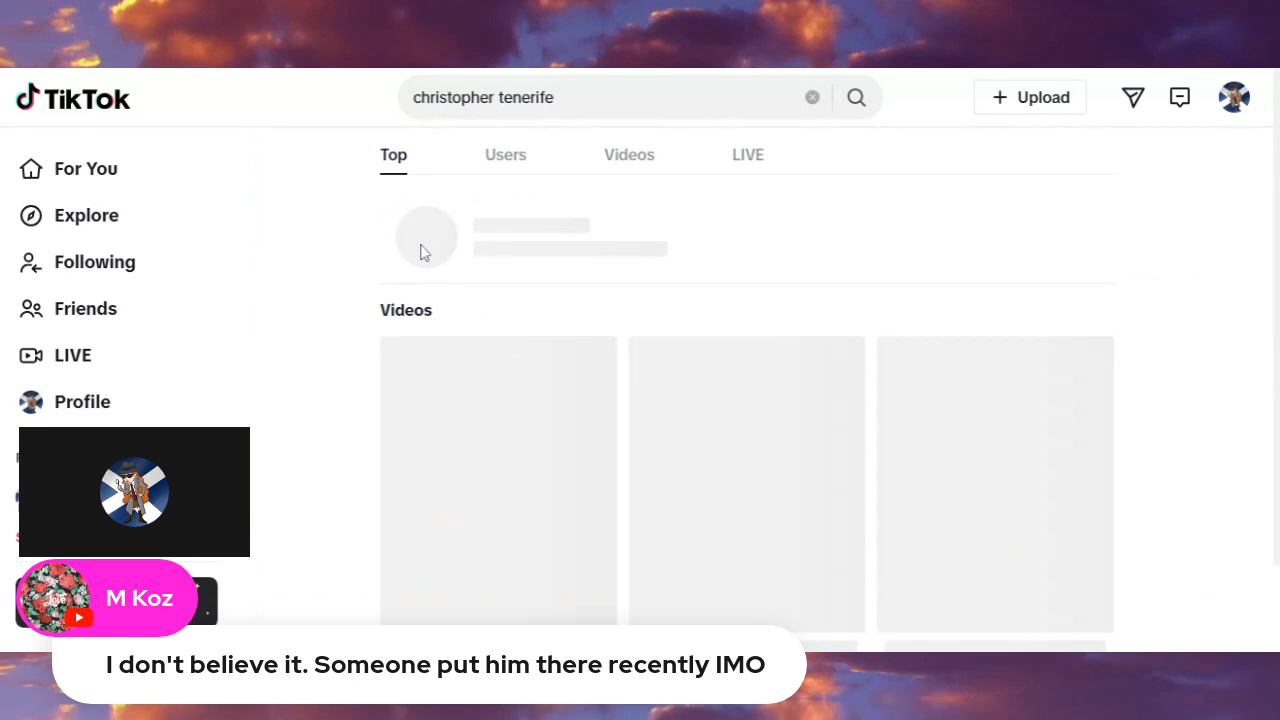 TikTok
christopher tenerife
Upload
Top Users Videos LIVE
For You
Explore
Following
Friends
LIVE
Profile
Videos
M Koz
I don't believe it. Someone put him there recently IMO